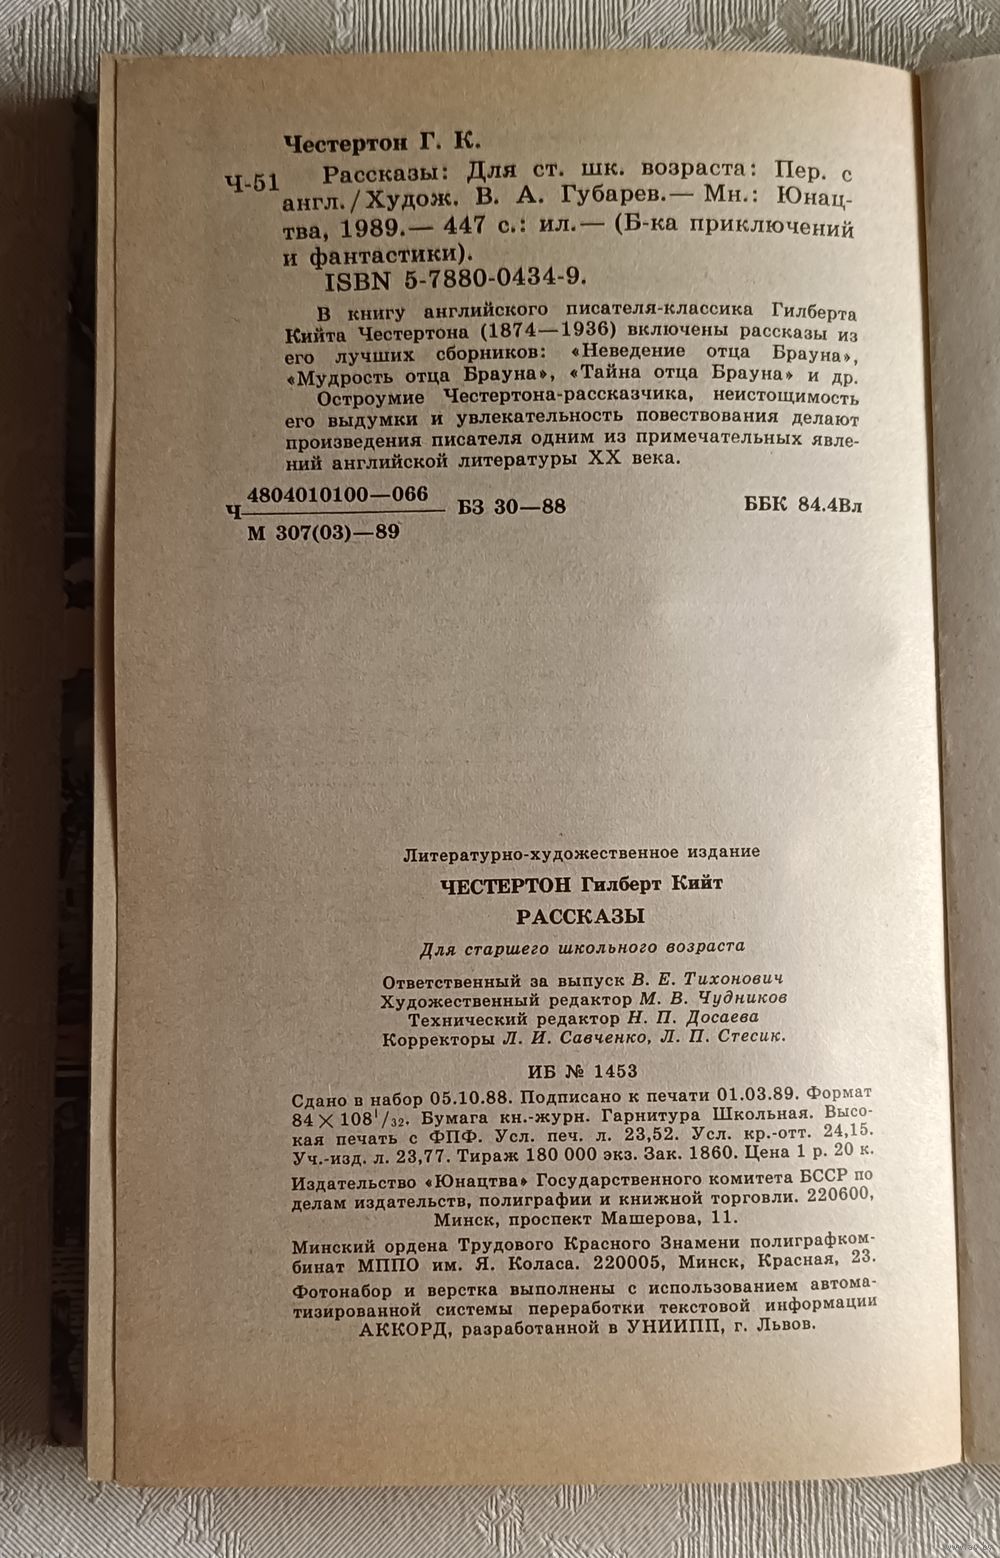 Честертон Г. К.
Ч-51 Рассказы: Для ст. шк. возраста: Пер. с
англ. / Худож. В. А. Губарев.— Мн.: Юнац-
тва, 1989.— 447 с.: ил.— (Б-ка приключений
и фантастики).
ISBN 5-7880-0434-9.
В книгу английского писателя-классика Гилберта
Кийта Честертона (1874—1936) включены рассказы из
его лучших сборников: «Неведение отца Брауна»,
«Мудрость отца Брауна», «Тайна отца Брауна» и др.
Остроумие Честертона-рассказчика, неистощимость
его выдумки и увлекательность повествования делают
произведения писателя одним из примечательных явле-
ний английской литературы XX века.
Ч 4804010100—066 БЗ 30—88 ББК 84.4Вл
М 307(03)—89
Литературно-художественное издание
ЧЕСТЕРТОН Гилберт Кийт
РАССКАЗЫ
Для старшего школьного возраста
Ответственный за выпуск В. Е. Тихонович
Художественный редактор М. В. Чудников
Технический редактор Н. П. Досаева
Корректоры Л. И. Савченко, Л. П. Стесик.
ИБ № 1453
Сдано в набор 05.10.88. Подписано к печати 01.03.89. Формат
84×108¹/₃₂. Бумага кн.-журн. Гарнитура Школьная. Высо-
кая печать с ФПФ. Усл. печ. л. 23,52. Усл. кр.-отт. 24,15.
Уч.-изд. л. 23,77. Тираж 180 000 экз. Зак. 1860. Цена 1 р. 20 к.
Издательство «Юнацтва» Государственного комитета БССР по
делам издательств, полиграфии и книжной торговли. 220600,
Минск, проспект Машерова, 11.
Минский ордена Трудового Красного Знамени полиграфком-
бинат МППО им. Я. Коласа. 220005, Минск, Красная, 23.
Фотонабор и верстка выполнены с использованием автома-
тизированной системы переработки текстовой информации
АККОРД, разработанной в УНИИПП, г. Львов.